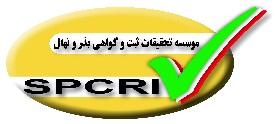 موسسه تحقیقات ثبت و گواهی بذر و نهال
SPCRI